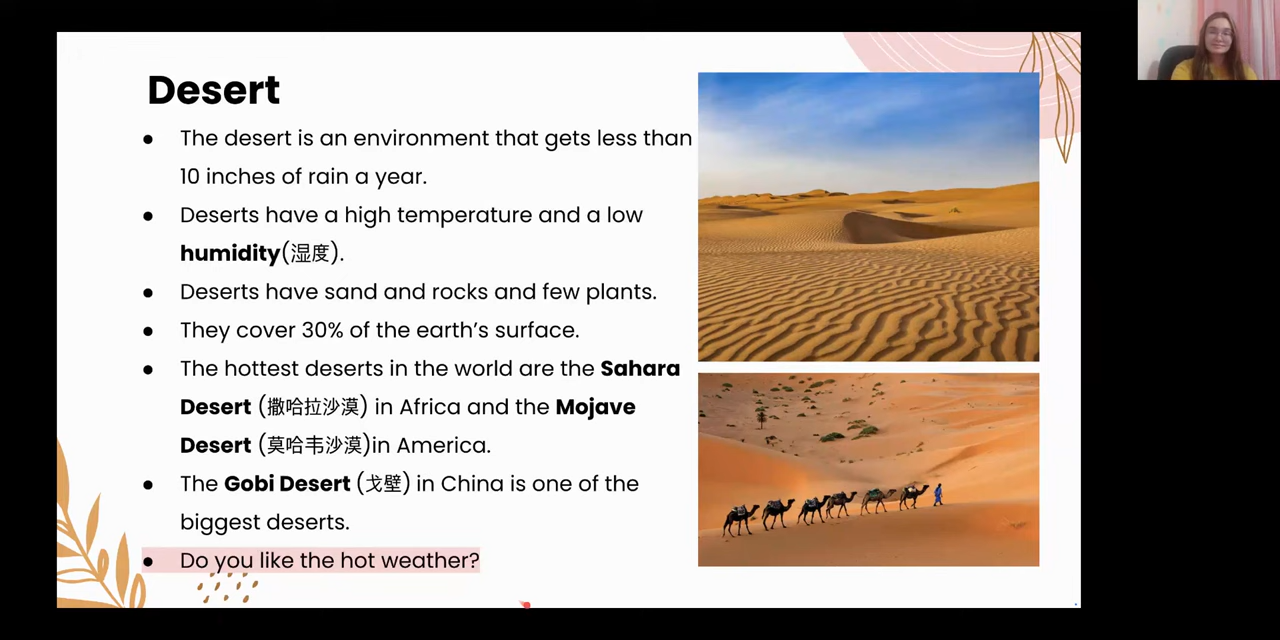 Desert
● The desert is an environment that gets less than
10 inches of rain a year.
● Deserts have a high temperature and a low
humidity(湿度).
● Deserts have sand and rocks and few plants.
● They cover 30% of the earth’s surface.
● The hottest deserts in the world are the Sahara
Desert (撒哈拉沙漠) in Africa and the Mojave
Desert (莫哈韦沙漠)in America.
● The Gobi Desert (戈壁) in China is one of the
biggest deserts.
● Do you like the hot weather?